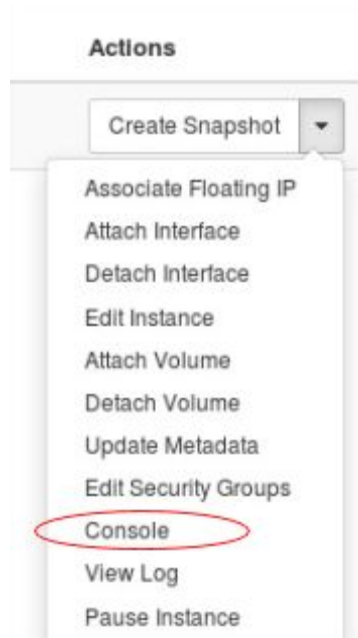 Actions
Create Snapshot
Associate Floating IP
Attach Interface
Detach Interface
Edit Instance
Attach Volume
Detach Volume
Update Metadata
Edit Security Groups
Console
View Log
Pause Instance